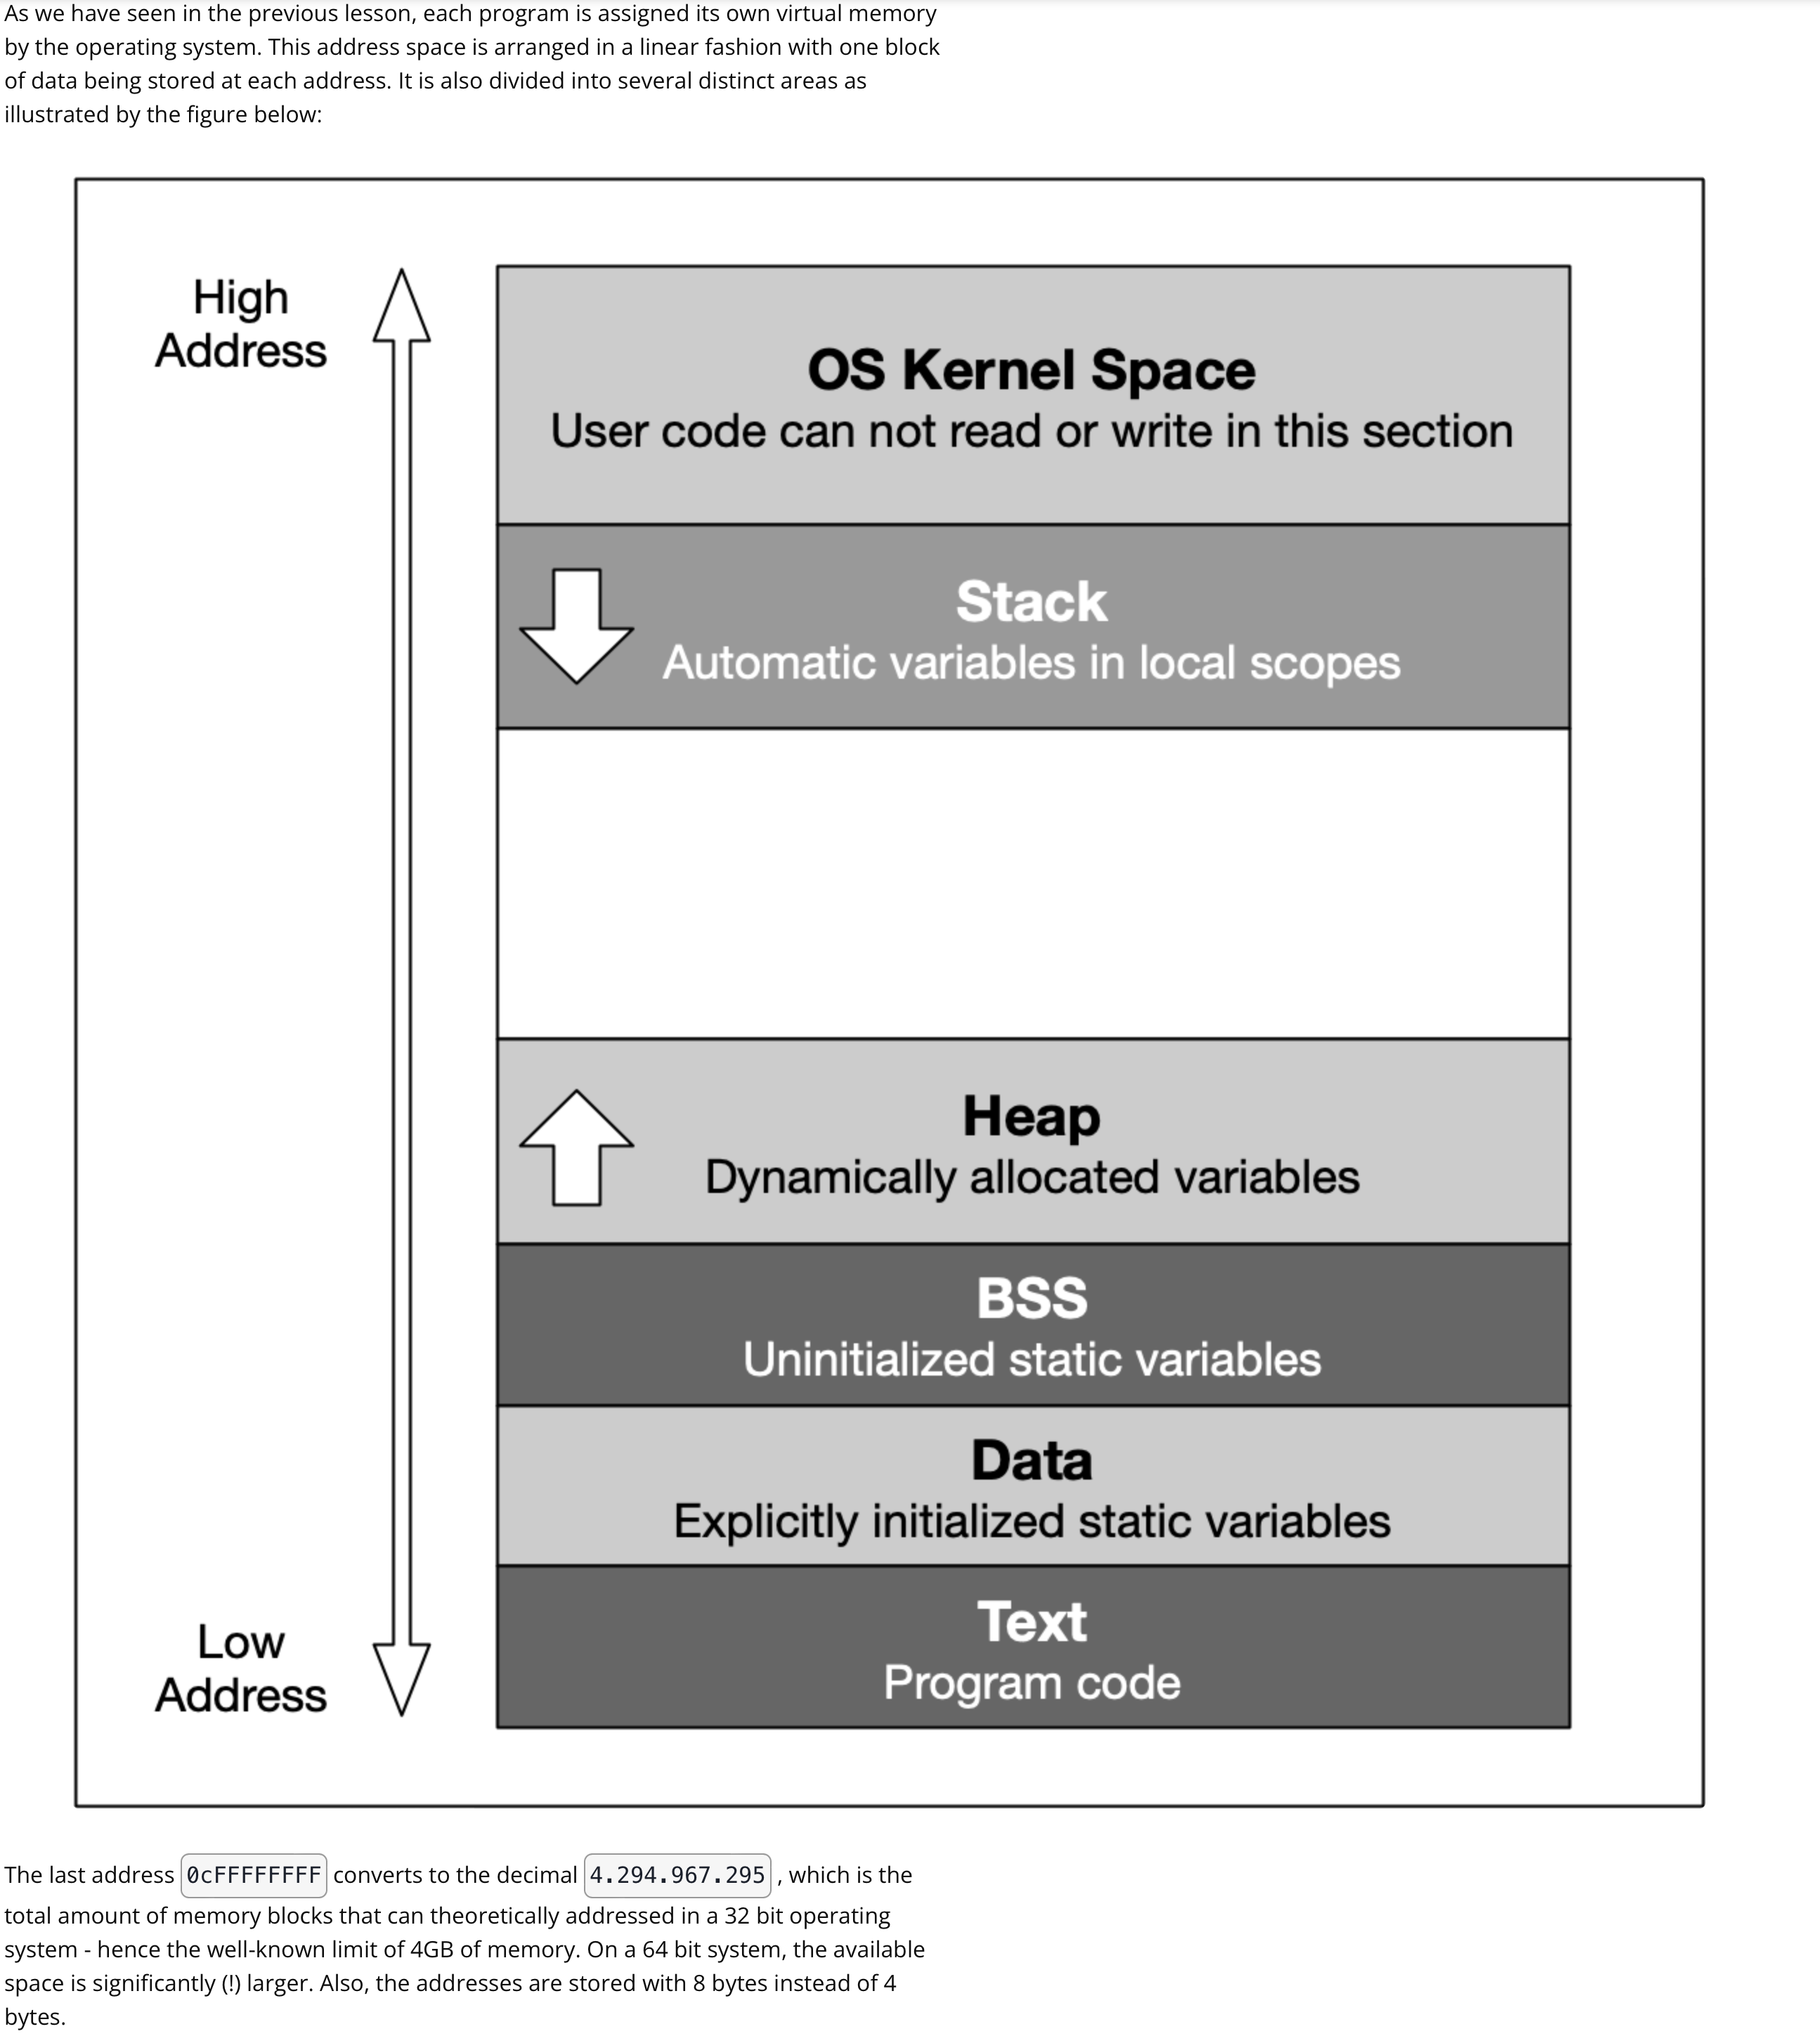 As we have seen in the previous lesson, each program is assigned its own virtual memory
by the operating system. This address space is arranged in a linear fashion with one block
of data being stored at each address. It is also divided into several distinct areas as
illustrated by the figure below:
High
Address
OS Kernel Space
User code can not read or write in this section
Stack
Automatic variables in local scopes
Heap
Dynamically allocated variables
BSS
Uninitialized static variables
Data
Explicitly initialized static variables
Low
Address
Text
Program code
The last address 0cFFFFFFFF converts to the decimal 4.294.967.295 , which is the
total amount of memory blocks that can theoretically addressed in a 32 bit operating
system - hence the well-known limit of 4GB of memory. On a 64 bit system, the available
space is significantly (!) larger. Also, the addresses are stored with 8 bytes instead of 4
bytes.